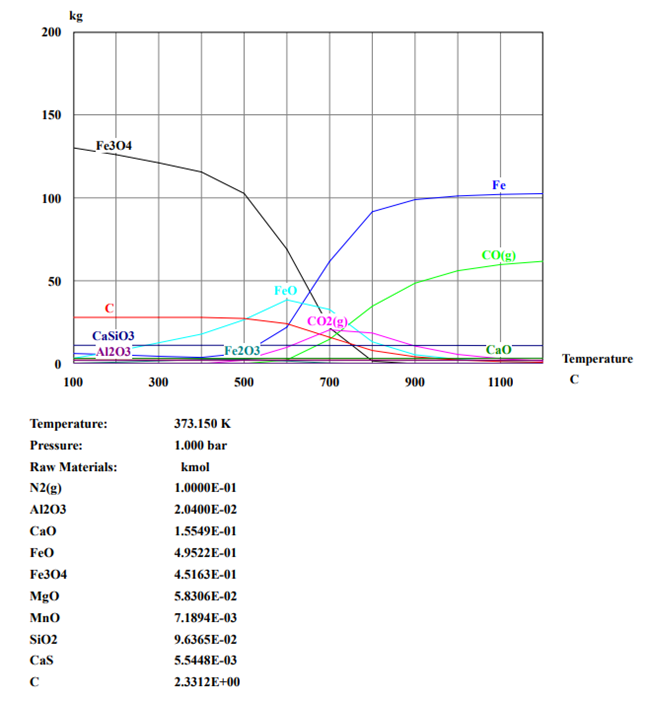 kg
200
150
Fe3O4
100
Fe
CO(g)
50
FeO
C
CO2(g)
CaSiO3
Al2O3
Fe2O3
CaO
0
Temperature
100 300 500 700 900 1100 C
Temperature: 373.150 K
Pressure: 1.000 bar
Raw Materials: kmol
N2(g) 1.0000E-01
Al2O3 2.0400E-02
CaO 1.5549E-01
FeO 4.9522E-01
Fe3O4 4.5163E-01
MgO 5.8306E-02
MnO 7.1894E-03
SiO2 9.6365E-02
CaS 5.5448E-03
C 2.3312E+00